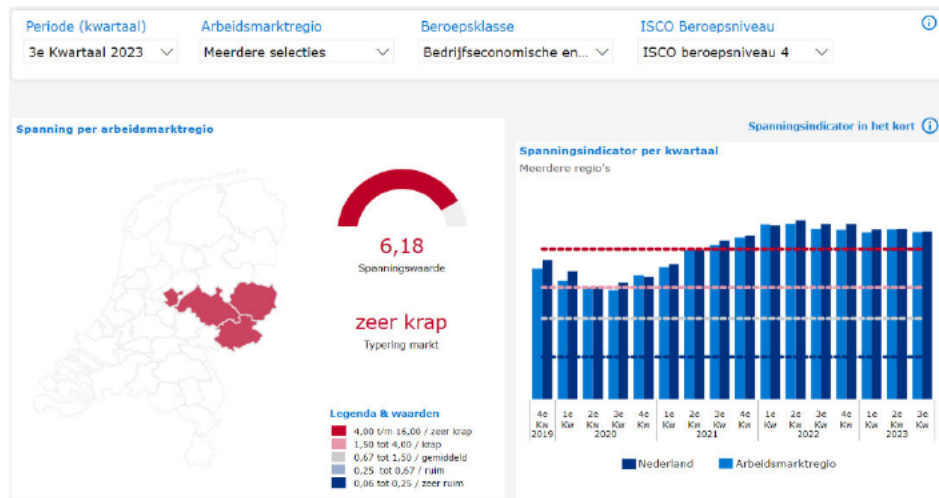 Periode (kwartaal) Arbeidsmarktregio Beroepsklasse ISCO Beroepsniveau
3e Kwartaal 2023 Meerdere selecties Bedrijfseconomische en... ISCO beroepsniveau 4
Spanning per arbeidsmarktregio
6,18
Spanningswaarde
zeer krap
Typering markt
Legenda & waarden
4,00 t/m 16,00 / zeer krap
1,50 tot 4,00 / krap
0,67 tot 1,50 / gemiddeld
0,25 tot 0,67 / ruim
0,06 tot 0,25 / zeer ruim
Spanningsindicator in het kort
Spanningsindicator per kwartaal
Meerdere regio's
4e 1e 2e 3e 4e 1e 2e 3e 4e 1e 2e 3e 4e 1e 2e 3e
Kw Kw Kw Kw Kw Kw Kw Kw Kw Kw Kw Kw Kw Kw Kw Kw
2019 2020 2021 2022 2023
Nederland Arbeidsmarktregio